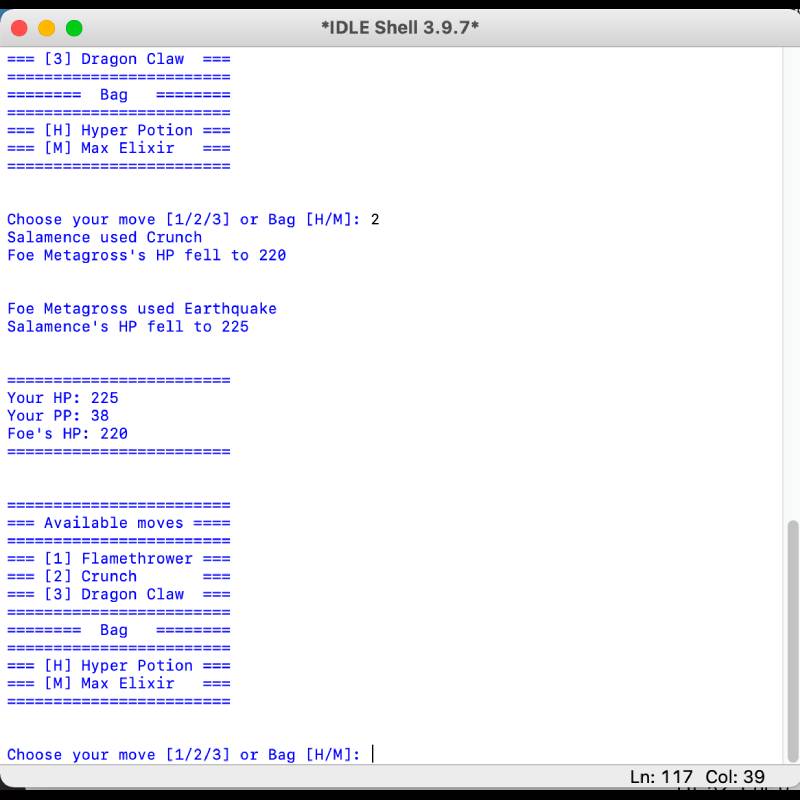 *IDLE Shell 3.9.7*
=== [3] Dragon Claw  ===
========================
========  Bag   ========
========================
=== [H] Hyper Potion ===
=== [M] Max Elixir   ===
========================
Choose your move [1/2/3] or Bag [H/M]: 2
Salamence used Crunch
Foe Metagross's HP fell to 220
Foe Metagross used Earthquake
Salamence's HP fell to 225
========================
Your HP: 225
Your PP: 38
Foe's HP: 220
========================
========================
=== Available moves ====
========================
=== [1] Flamethrower ===
=== [2] Crunch       ===
=== [3] Dragon Claw  ===
========================
========  Bag   ========
========================
=== [H] Hyper Potion ===
=== [M] Max Elixir   ===
========================
Choose your move [1/2/3] or Bag [H/M]:
Ln: 117  Col: 39